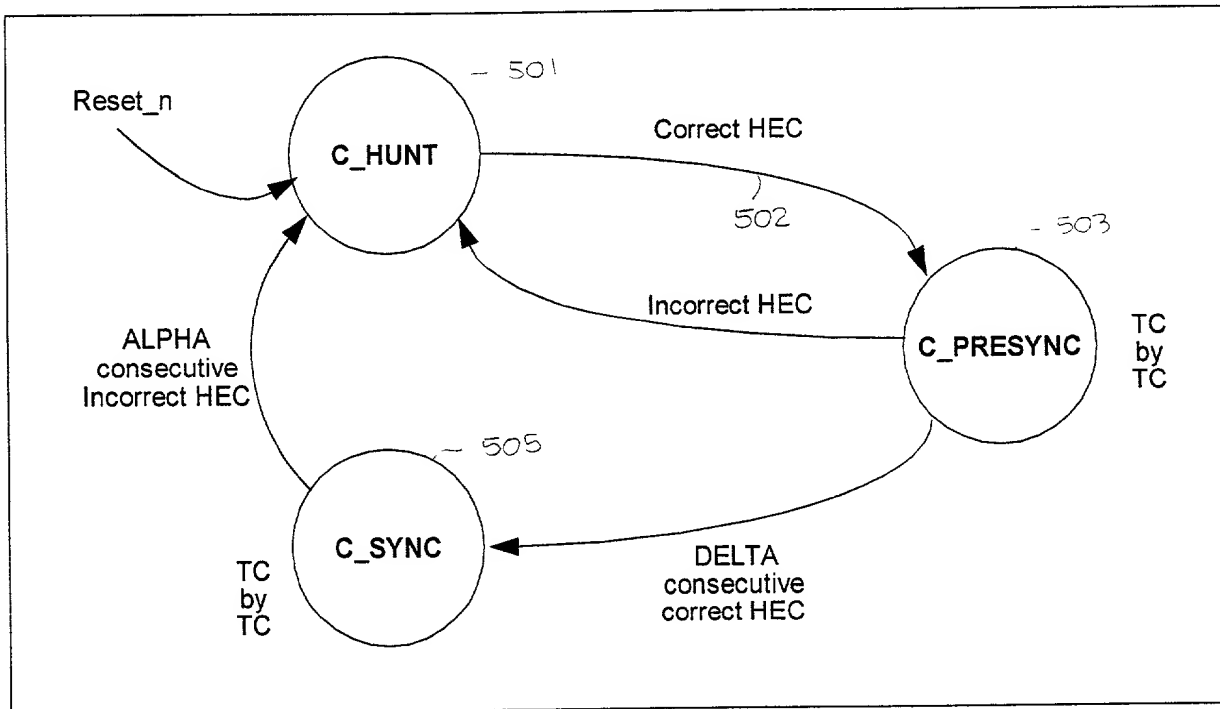 501
Reset_n
C_HUNT
Correct HEC
502
503
Incorrect HEC
C_PRESYNC
TC
by
TC
ALPHA
consecutive
Incorrect HEC
505
C_SYNC
TC
by
TC
DELTA
consecutive
correct HEC